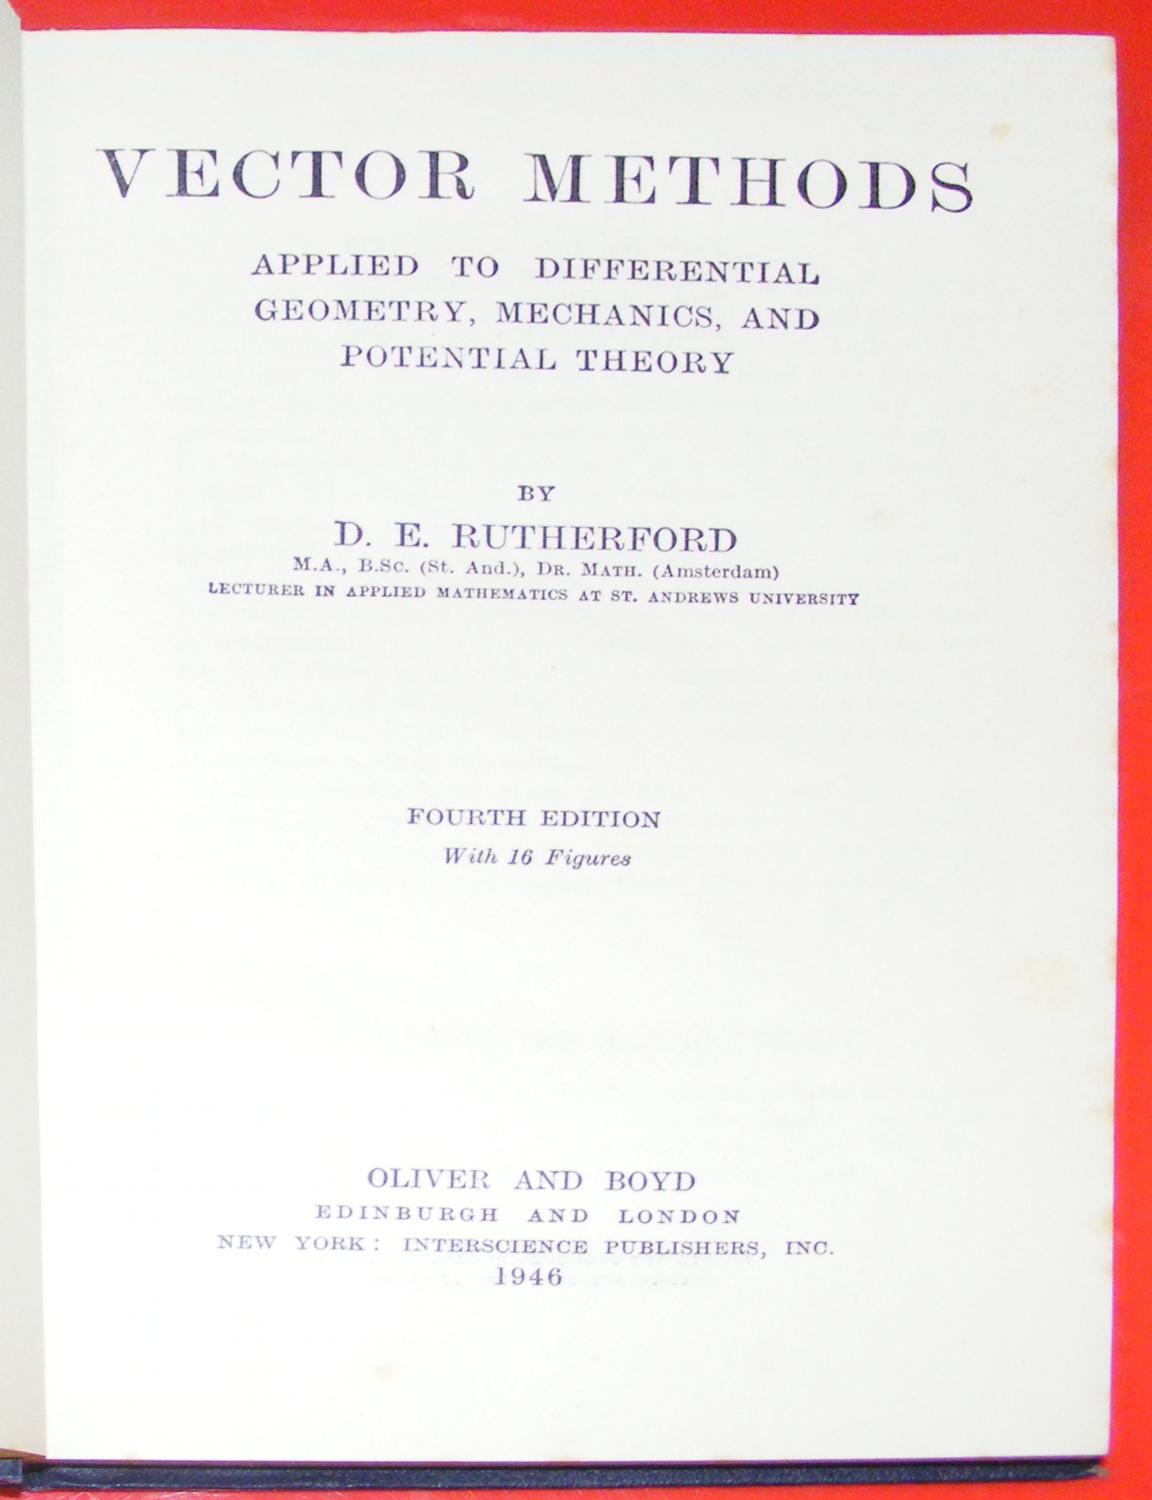 VECTOR METHODS
APPLIED TO DIFFERENTIAL
GEOMETRY, MECHANICS, AND
POTENTIAL THEORY
BY
D. E. RUTHERFORD
M.A., B.Sc. (St. And.), Dr. Math. (Amsterdam)
LECTURER IN APPLIED MATHEMATICS AT ST. ANDREWS UNIVERSITY
FOURTH EDITION
With 16 Figures
OLIVER AND BOYD
EDINBURGH AND LONDON
NEW YORK: INTERSCIENCE PUBLISHERS, INC.
1946